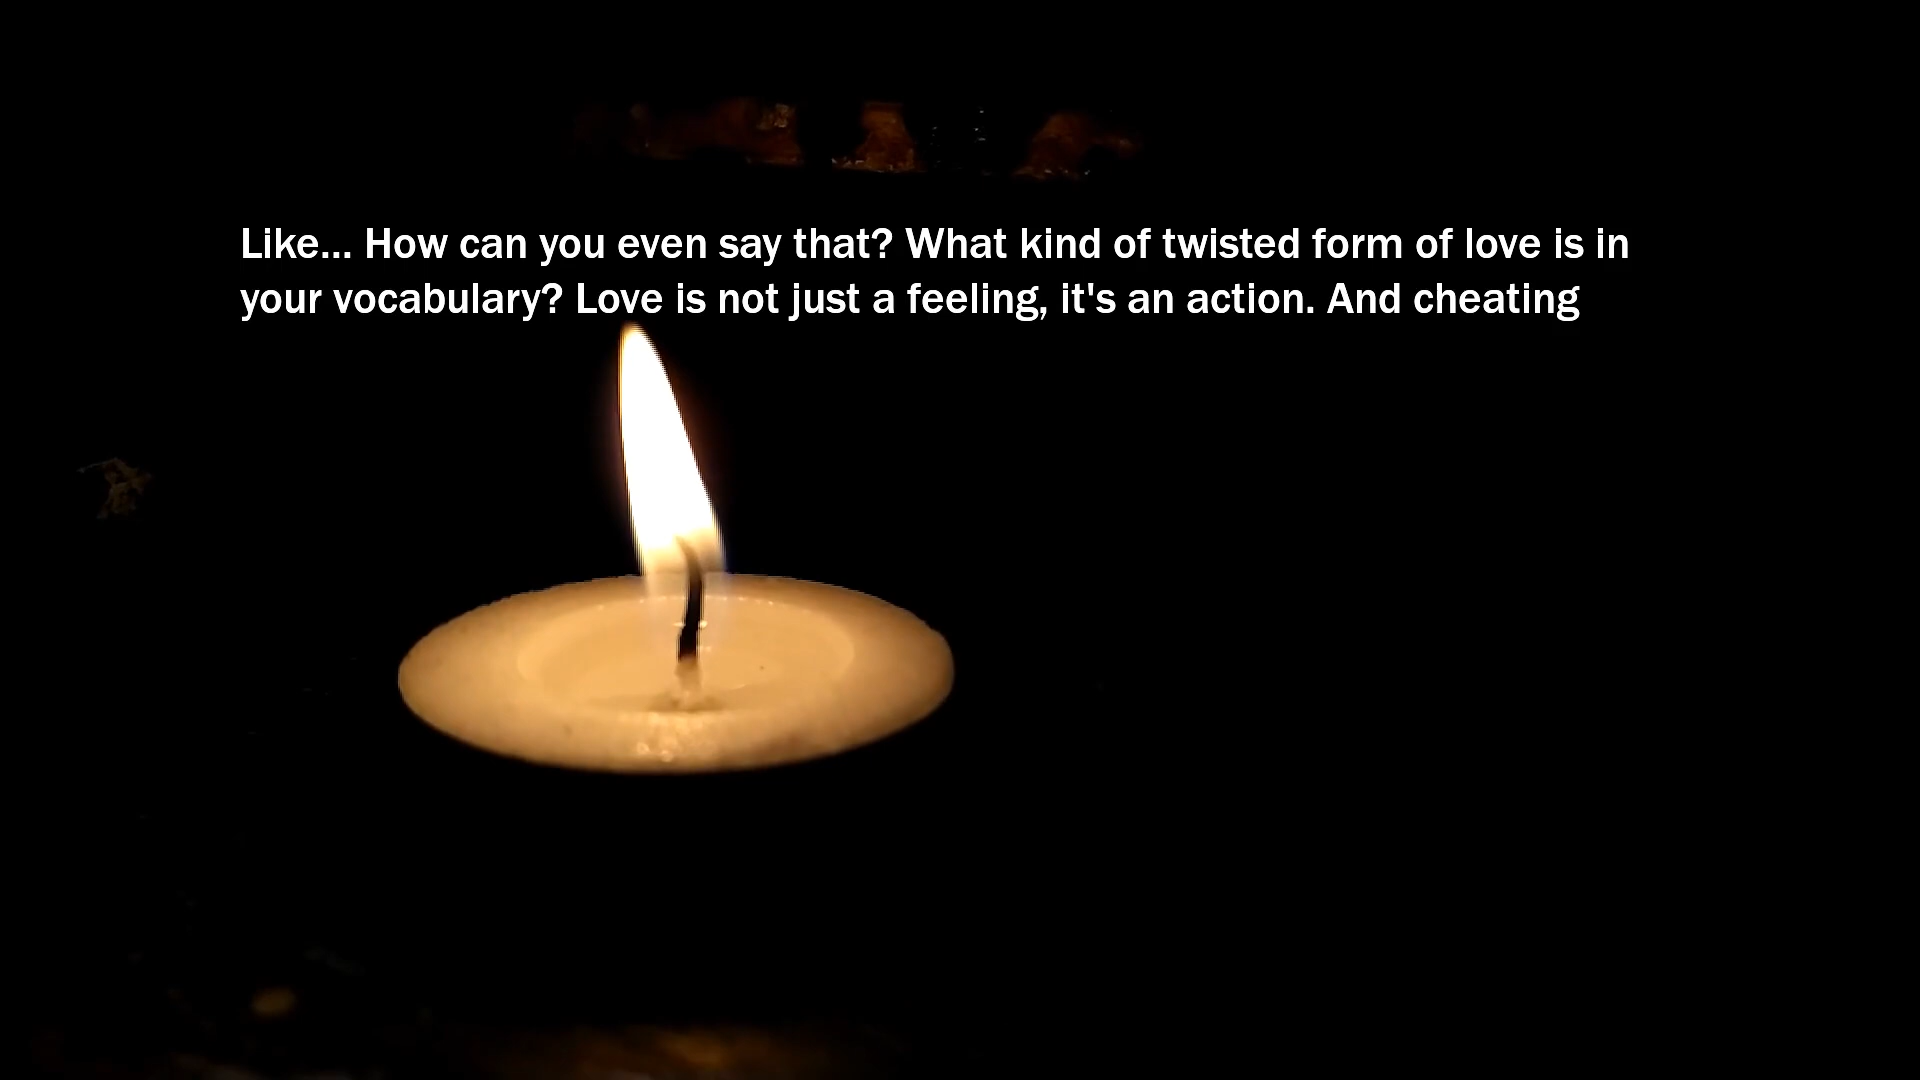 Like... How can you even say that? What kind of twisted form of love is in
your vocabulary? Love is not just a feeling, it's an action. And cheating